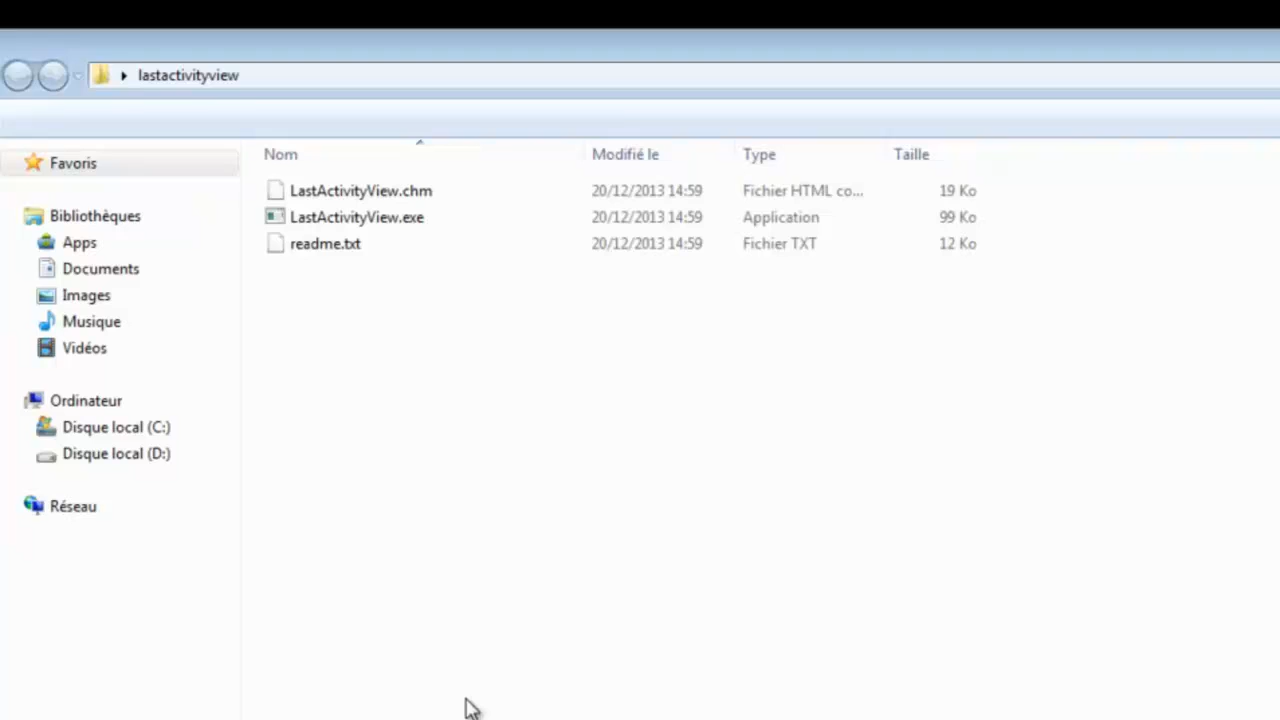 lastactivityview
Nom Modifié le Type Taille
Favoris
LastActivityView.chm 20/12/2013 14:59 Fichier HTML co... 19 Ko
LastActivityView.exe 20/12/2013 14:59 Application 99 Ko
readme.txt 20/12/2013 14:59 Fichier TXT 12 Ko
Bibliothèques
Apps
Documents
Images
Musique
Vidéos
Ordinateur
Disque local (C:)
Disque local (D:)
Réseau